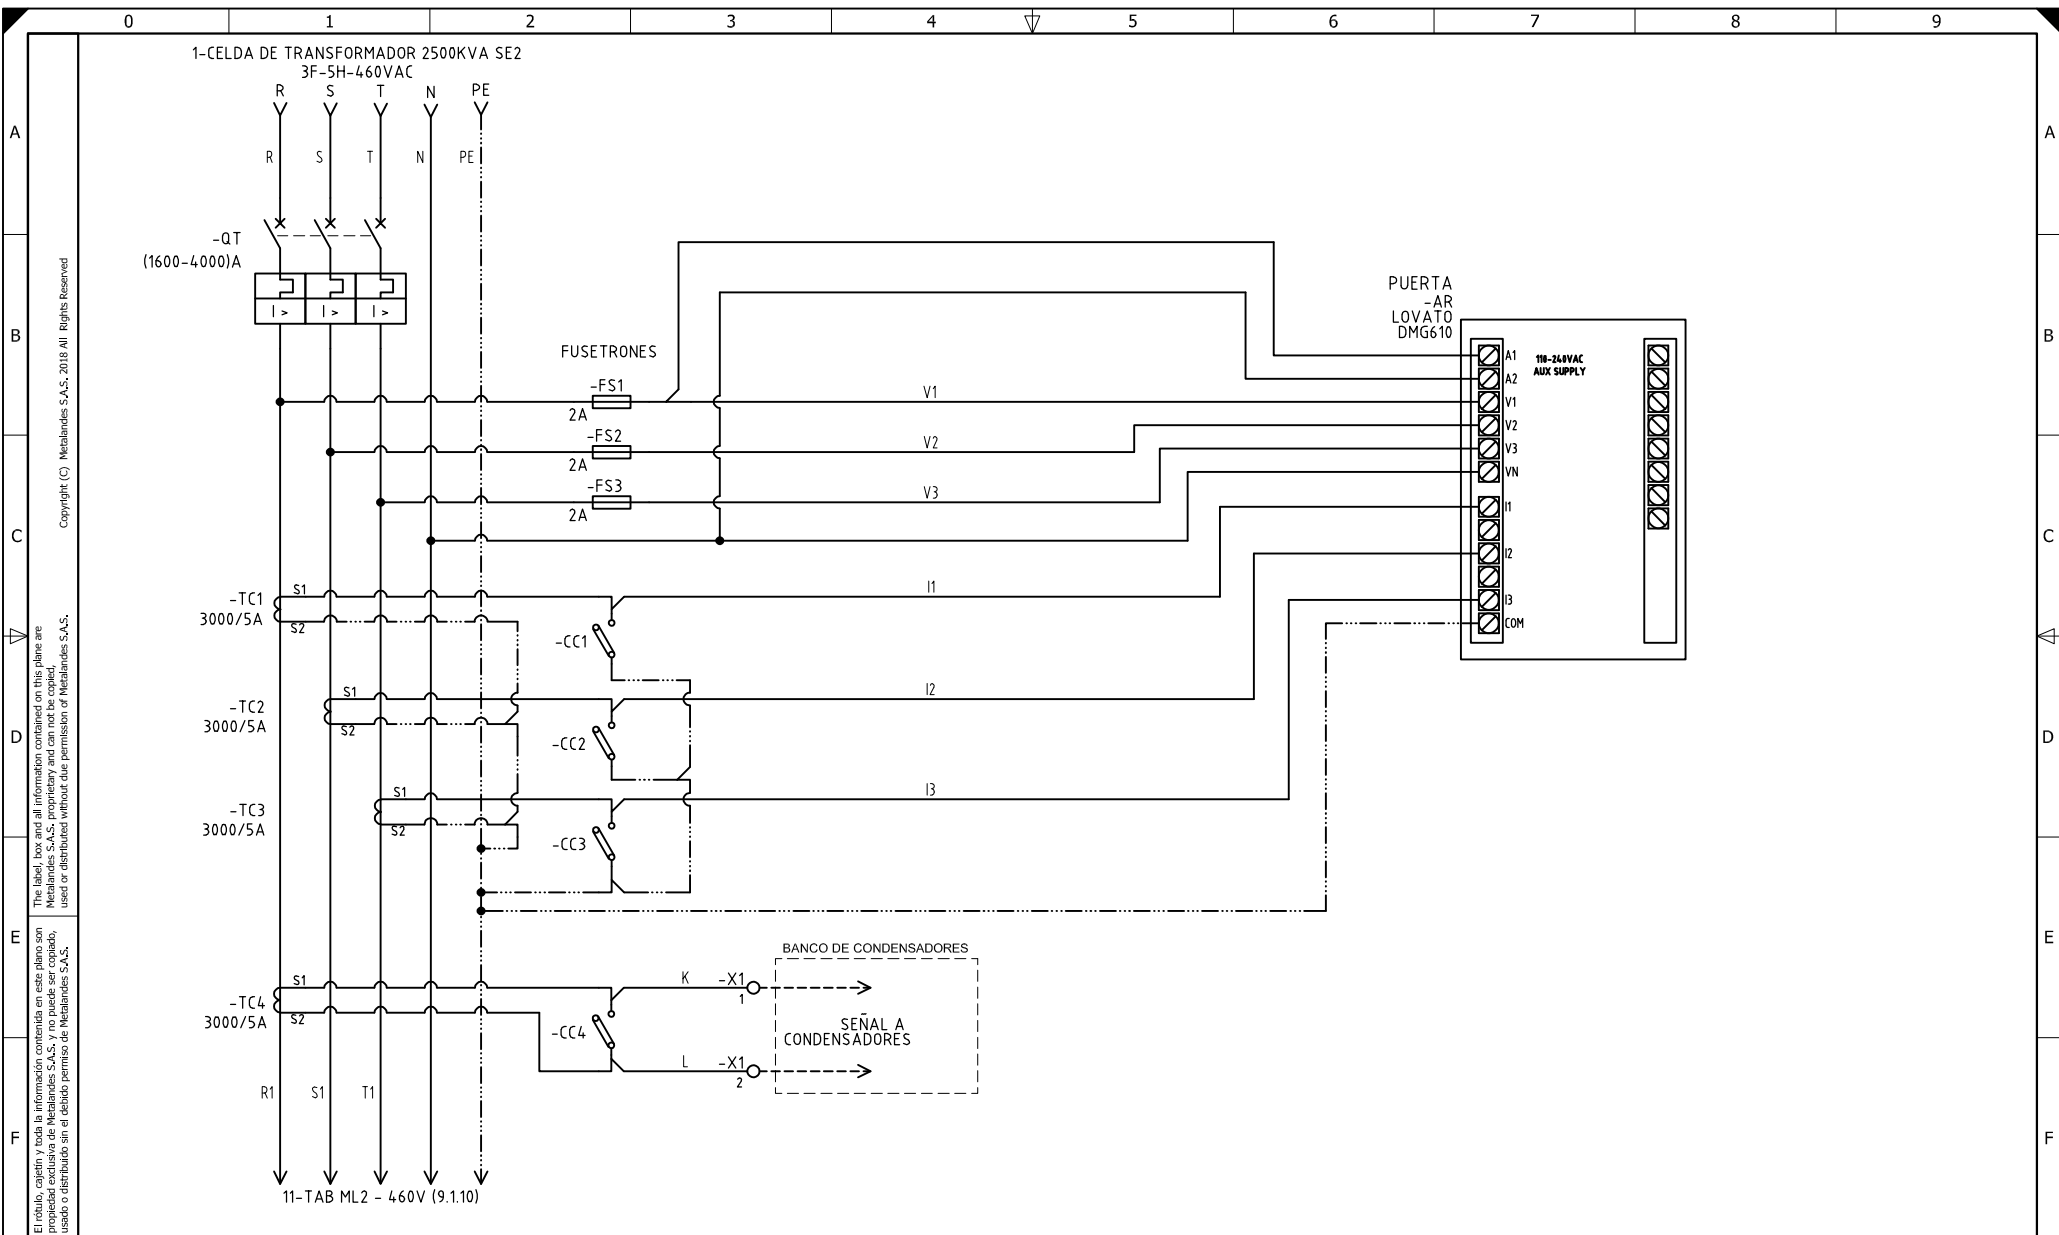 0 1 2 3 4 5 6 7 8 9
1-CELDA DE TRANSFORMADOR 2500KVA SE2
3F-5H-460VAC
R S T N PE
A A
R S T N PE
-QT
(1600-4000)A
I > I > I >
B B
PUERTA
-AR
LOVATO
DMG610
110-240VAC
AUX SUPPLY
A1
A2
V1
V2
V3
VN
I1
I2
I3
COM
FUSETRONES
-FS1
2A
V1
-FS2
2A
V2
-FS3
2A
V3
C C
-TC1
3000/5A
S1
S2
-CC1
I1
-TC2
3000/5A
S1
S2
-CC2
I2
D D
-TC3
3000/5A
S1
S2
-CC3
I3
E E
BANCO DE CONDENSADORES
-TC4
3000/5A
S1
S2
-CC4
K
-X1
1
SEÑAL A
CONDENSADORES
L
-X1
2
R1 S1 T1
F F
11-TAB ML2 - 460V (9.1.10)
Copyright (C) Metalandes S.A.S. 2018 All Rights Reserved
The label, box and all information contained on this plane are
Metalandes S.A.S. proprietary and can not be copied,
used or distributed without due permission of Metalandes S.A.S.
El rótulo, cajetín y toda la información contenida en este plano son
propiedad exclusiva de Metalandes S.A.S. y no puede ser copiado,
usado o distribuido sin el debido permiso de Metalandes S.A.S.